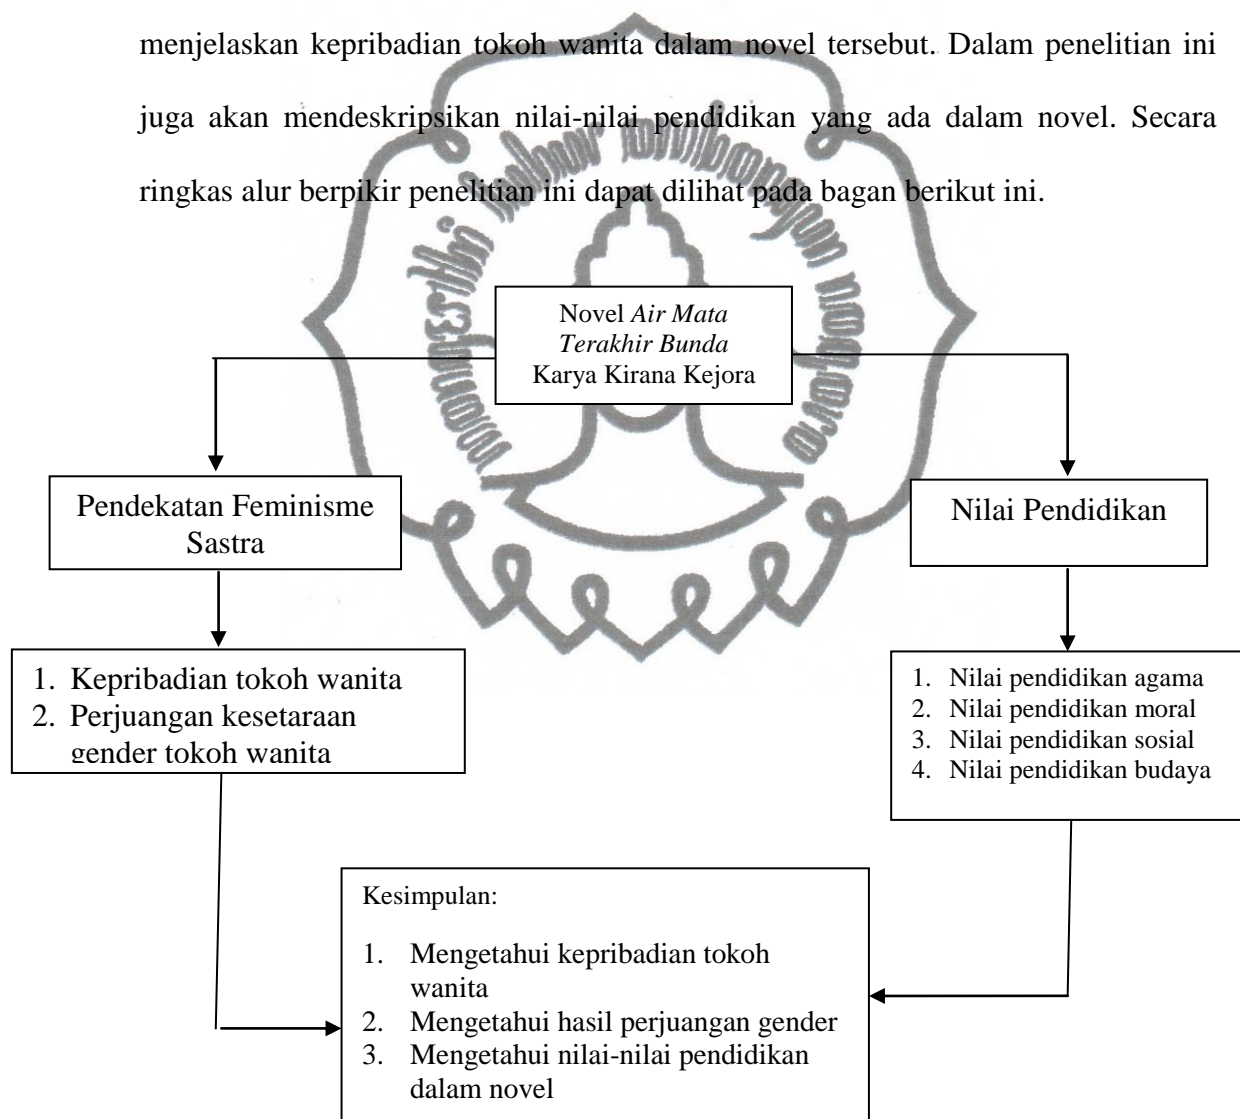 menjelaskan kepribadian tokoh wanita dalam novel tersebut. Dalam penelitian ini
juga akan mendeskripsikan nilai-nilai pendidikan yang ada dalam novel. Secara
ringkas alur berpikir penelitian ini dapat dilihat pada bagan berikut ini.
Novel Air Mata
Terakhir Bunda
Karya Kirana Kejora
Pendekatan Feminisme
Sastra
Nilai Pendidikan
1. Kepribadian tokoh wanita
2. Perjuangan kesetaraan
gender tokoh wanita
1. Nilai pendidikan agama
2. Nilai pendidikan moral
3. Nilai pendidikan sosial
4. Nilai pendidikan budaya
Kesimpulan:
1. Mengetahui kepribadian tokoh
wanita
2. Mengetahui hasil perjuangan gender
3. Mengetahui nilai-nilai pendidikan
dalam novel